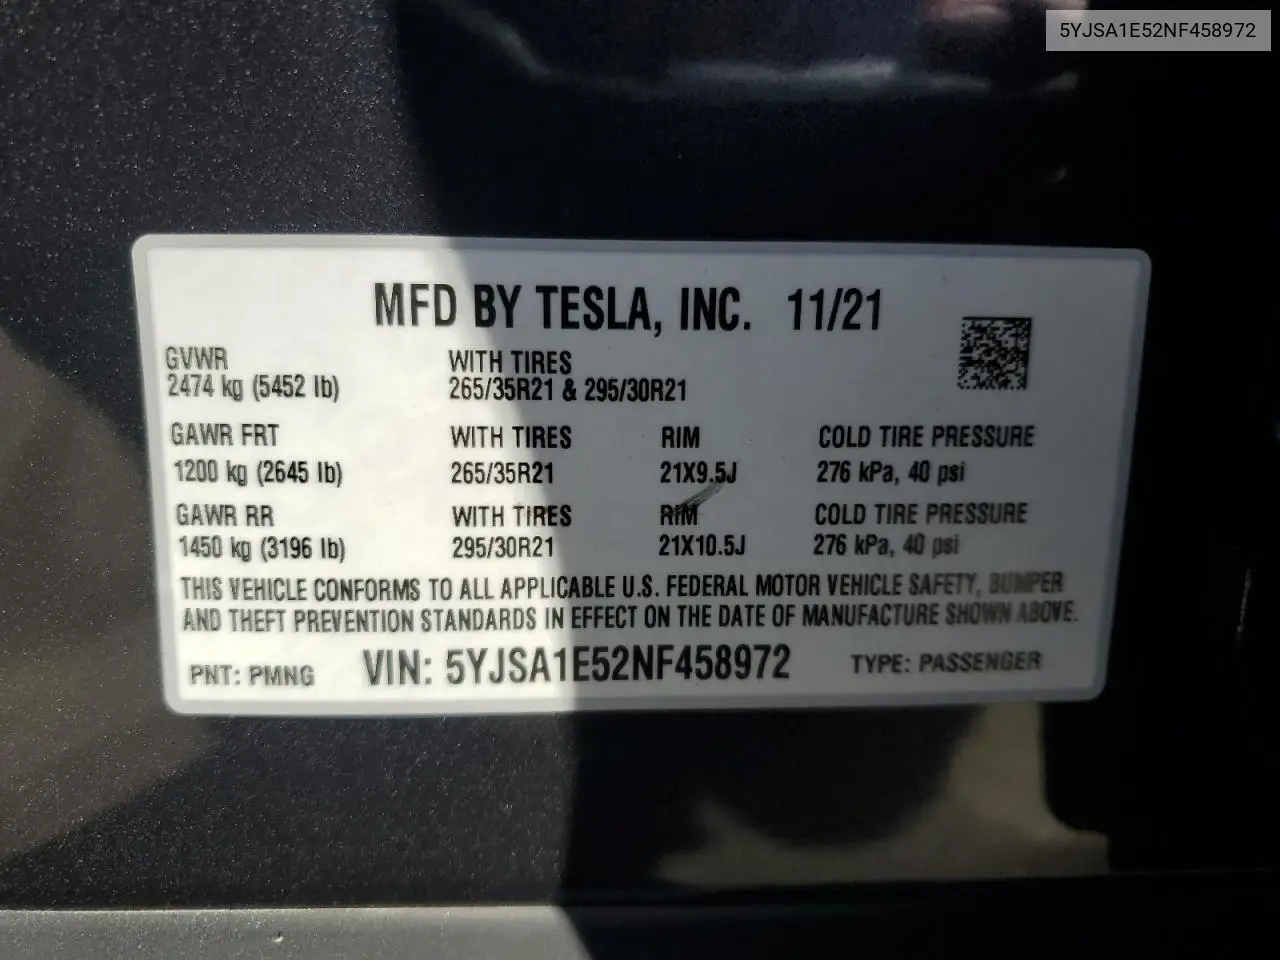 5YJSA1E52NF458972
MFD BY TESLA, INC. 11/21
GVWR WITH TIRES
2474 kg (5452 lb) 265/35R21 & 295/30R21
GAWR FRT WITH TIRES RIM COLD TIRE PRESSURE
1200 kg (2645 lb) 265/35R21 21X9.5J 276 kPa, 40 psi
GAWR RR WITH TIRES RIM COLD TIRE PRESSURE
1450 kg (3196 lb) 295/30R21 21X10.5J 276 kPa, 40 psi
THIS VEHICLE CONFORMS TO ALL APPLICABLE U.S. FEDERAL MOTOR VEHICLE SAFETY, BUMPER
AND THEFT PREVENTION STANDARDS IN EFFECT ON THE DATE OF MANUFACTURE SHOWN ABOVE.
PNT: PMNG VIN: 5YJSA1E52NF458972 TYPE: PASSENGER